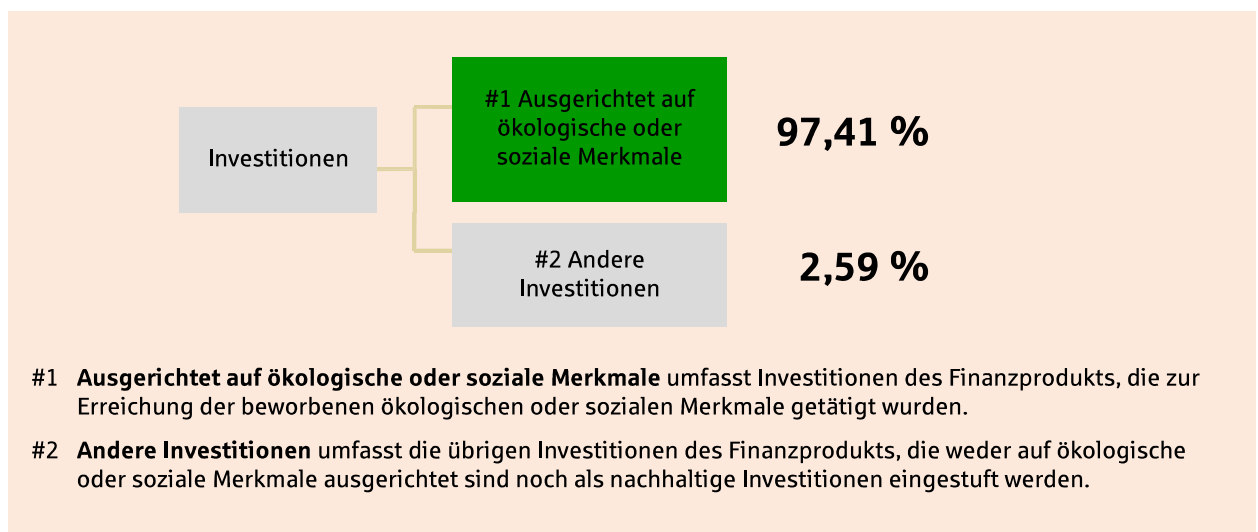 #1 Ausgerichtet auf
ökologische oder
soziale Merkmale
97,41 %
Investitionen
#2 Andere
Investitionen
2,59 %
#1 Ausgerichtet auf ökologische oder soziale Merkmale umfasst Investitionen des Finanzprodukts, die zur
Erreichung der beworbenen ökologischen oder sozialen Merkmale getätigt wurden.
#2 Andere Investitionen umfasst die übrigen Investitionen des Finanzprodukts, die weder auf ökologische
oder soziale Merkmale ausgerichtet sind noch als nachhaltige Investitionen eingestuft werden.